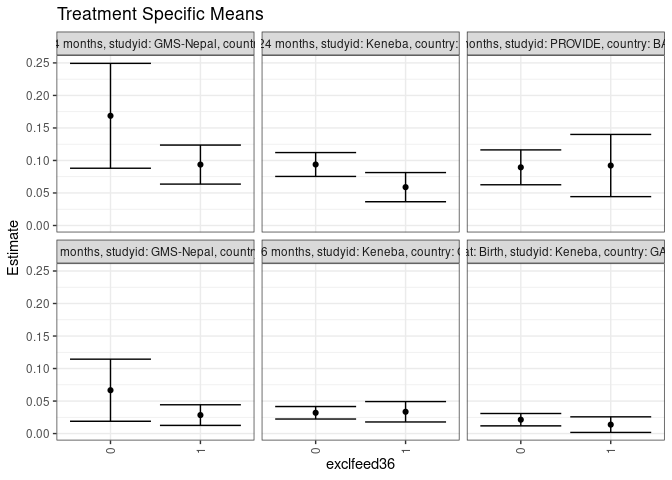 Treatment Specific Means
4 months, studyid: GMS-Nepal, countr
24 months, studyid: Keneba, country:
months, studyid: PROVIDE, country: BA
0.25
0.20
0.15
0.10
0.05
0.00
months, studyid: GMS-Nepal, countr
6 months, studyid: Keneba, country: G
at: Birth, studyid: Keneba, country: GA
0.25
0.20
0.15
0.10
0.05
0.00
0 1 0 1 0 1
Estimate
exclfeed36